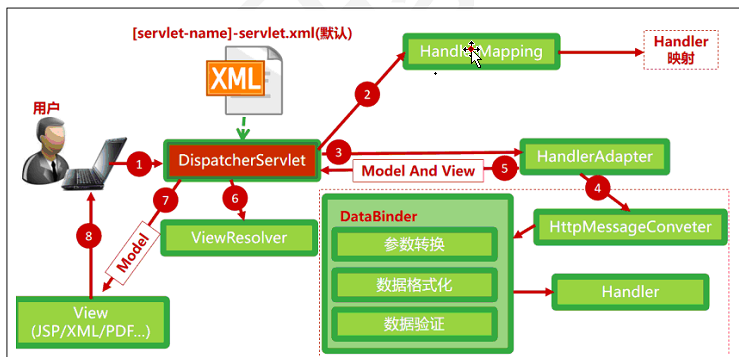 [servlet-name]-servlet.xml(默认)
XML
HandlerMapping
Handler
映射
用户
1
2
3
DispatcherServlet
Model And View
5
HandlerAdapter
4
7
6
8
Model
ViewResolver
DataBinder
参数转换
数据格式化
数据验证
HttpMessageConveter
Handler
View
(JSP/XML/PDF...)